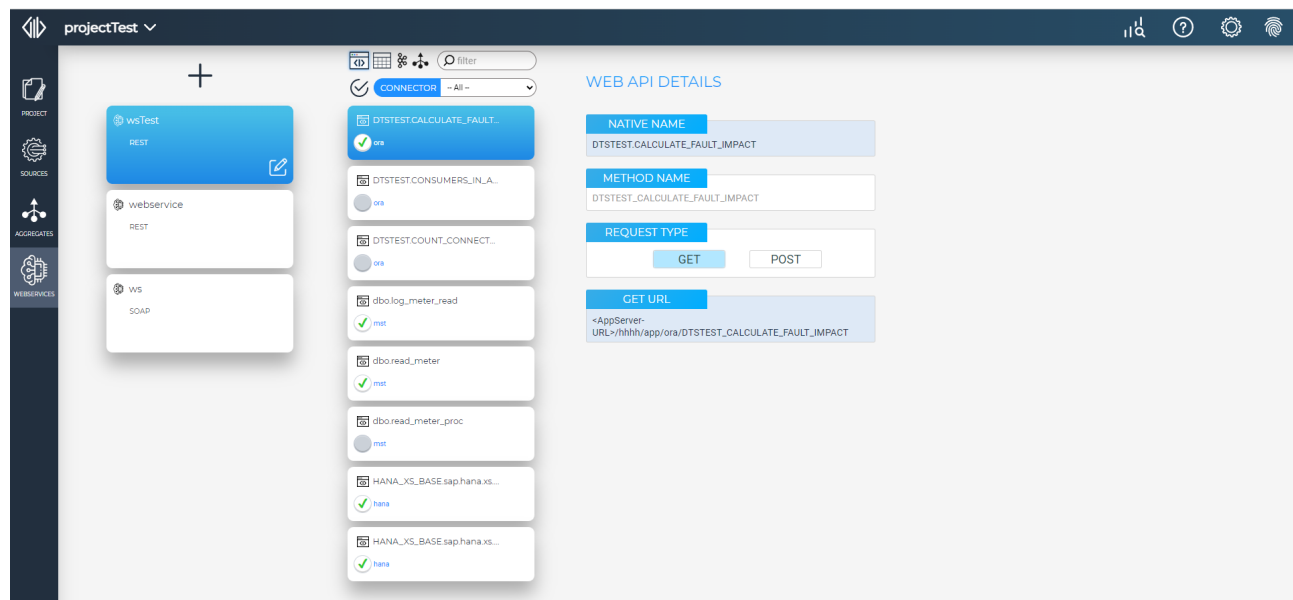 projectTest
PROJECT
SOURCES
AGGREGATES
WEBSERVICES
wsTest
REST
webservice
REST
ws
SOAP
filter
CONNECTOR
-- All --
DTSTEST.CALCULATE_FAULT...
ora
DTSTEST.CONSUMERS_IN_A...
ora
DTSTEST.COUNT_CONNECT...
ora
dbo.log_meter_read
mst
dbo.read_meter
mst
dbo.read_meter_proc
mst
HANA_XS_BASE.sap.hana.xs....
hana
HANA_XS_BASE.sap.hana.xs....
hana
WEB API DETAILS
NATIVE NAME
DTSTEST.CALCULATE_FAULT_IMPACT
METHOD NAME
DTSTEST_CALCULATE_FAULT_IMPACT
REQUEST TYPE
GET POST
GET URL
<AppServer-
URL>/hhhh/app/ora/DTSTEST_CALCULATE_FAULT_IMPACT